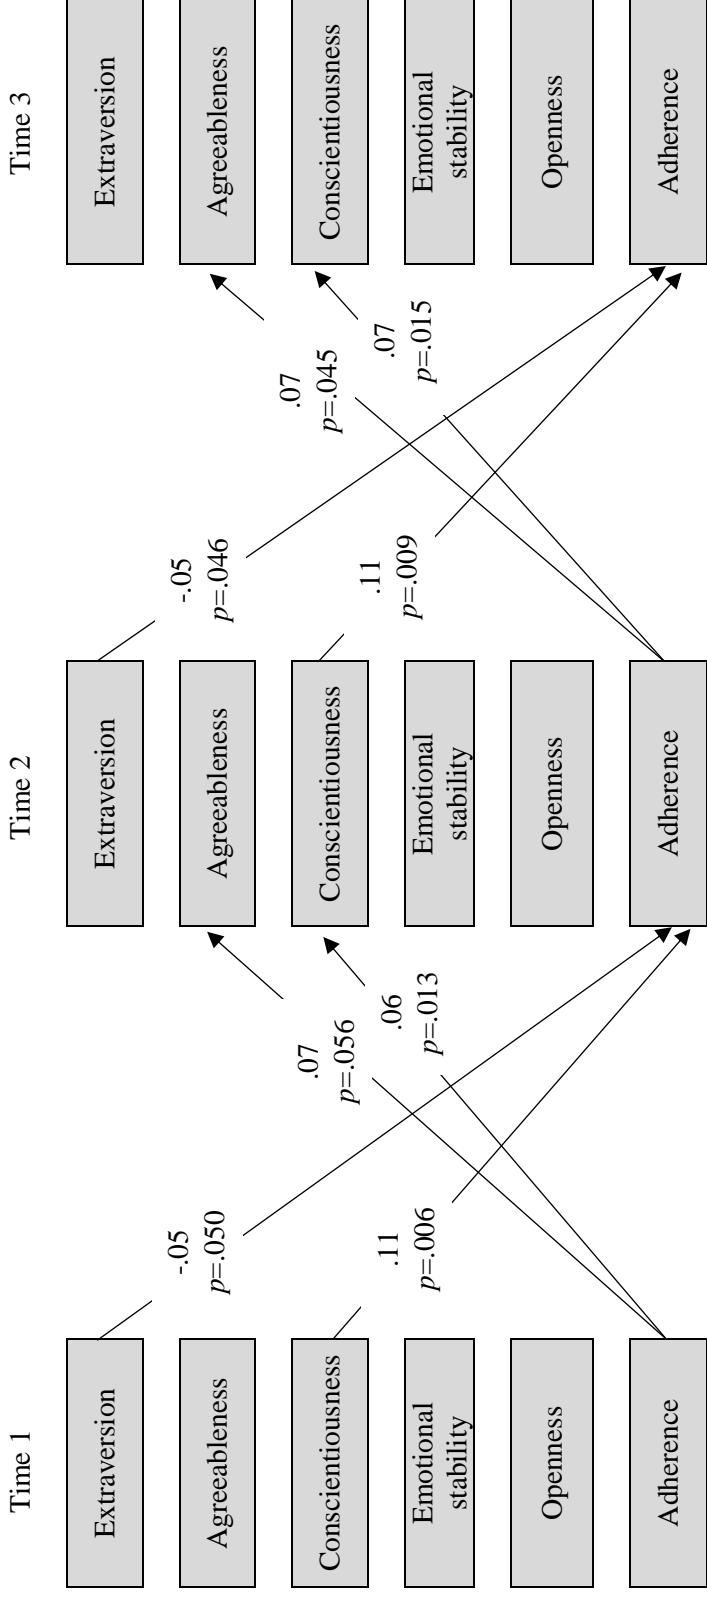 Time 1
Extraversion
Agreeableness
Conscientiousness
Emotional
stability
Openness
Adherence
-.05
p=.050
.11
p=.006
.07
p=.056
.06
p=.013
Time 2
Extraversion
Agreeableness
Conscientiousness
Emotional
stability
Openness
Adherence
-.05
p=.046
.11
p=.009
.07
p=.045
.07
p=.015
Time 3
Extraversion
Agreeableness
Conscientiousness
Emotional
stability
Openness
Adherence